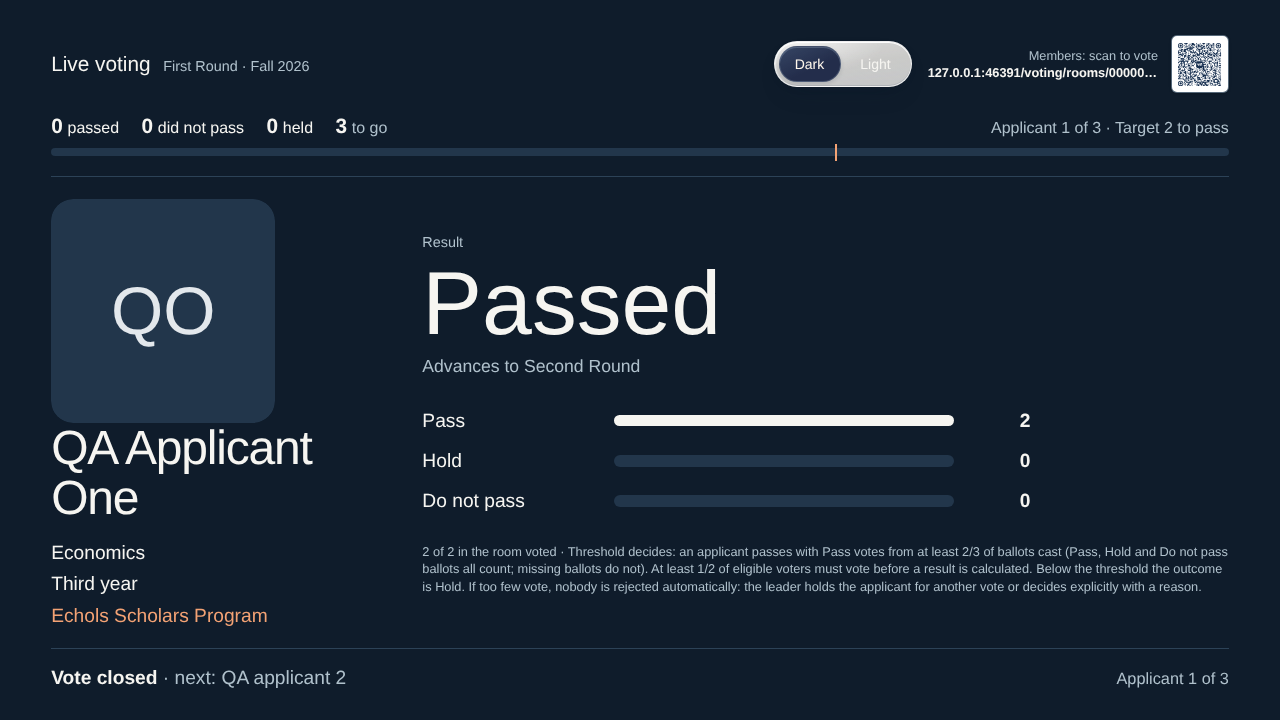 Live voting First Round · Fall 2026
Dark Light
Members: scan to vote
127.0.0.1:46391/voting/rooms/00000…
0 passed 0 did not pass 0 held 3 to go
Applicant 1 of 3 · Target 2 to pass
QO
QA Applicant
One
Economics
Third year
Echols Scholars Program
Result
Passed
Advances to Second Round
Pass 2
Hold 0
Do not pass 0
2 of 2 in the room voted · Threshold decides: an applicant passes with Pass votes from at least 2/3 of ballots cast (Pass, Hold and Do not pass
ballots all count; missing ballots do not). At least 1/2 of eligible voters must vote before a result is calculated. Below the threshold the outcome
is Hold. If too few vote, nobody is rejected automatically: the leader holds the applicant for another vote or decides explicitly with a reason.
Vote closed · next: QA applicant 2
Applicant 1 of 3